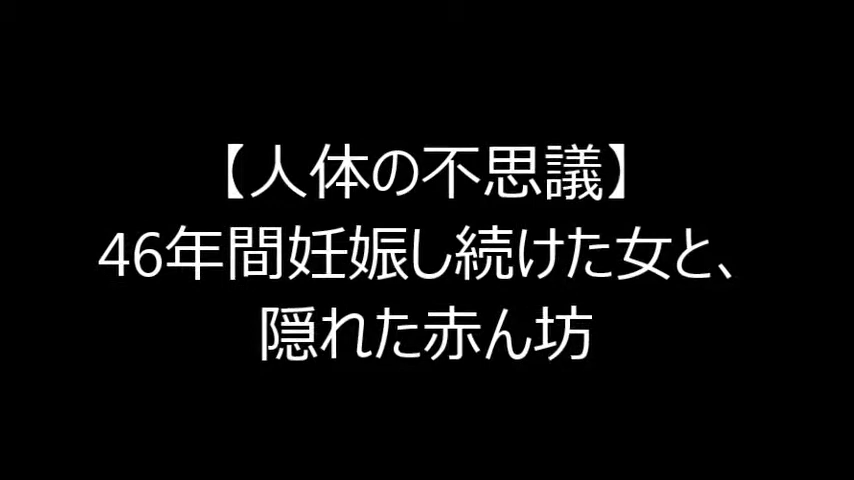 【人体の不思議】
46年間妊娠し続けた女と、
隠れた赤ん坊